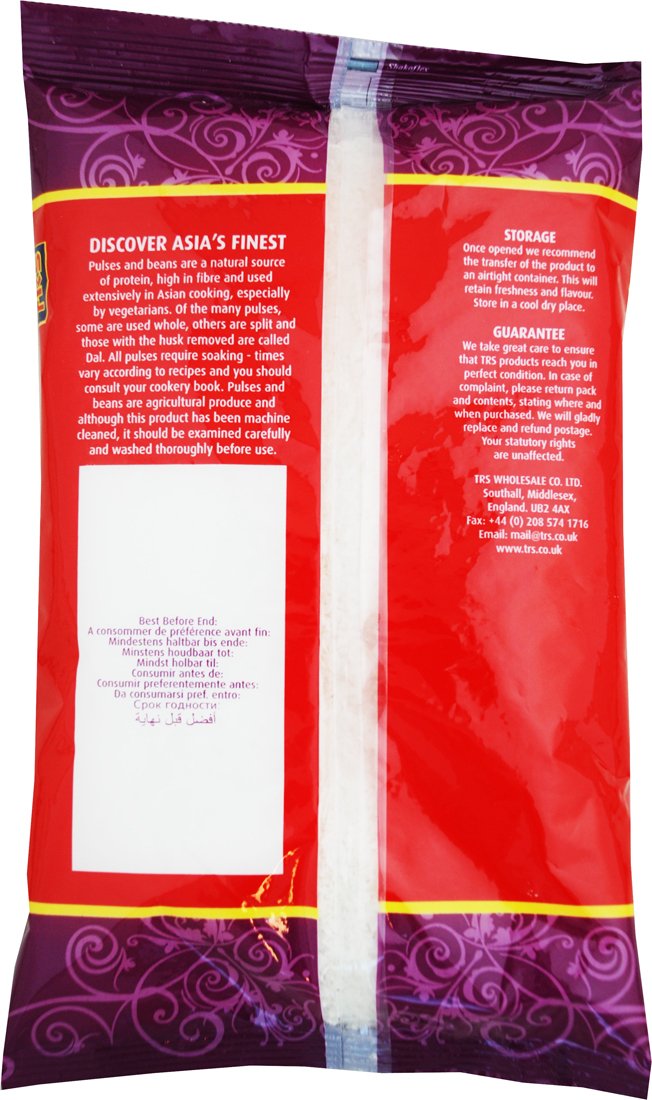 Shakoflex
TRS
DISCOVER ASIA'S FINEST
Pulses and beans are a natural source
of protein, high in fibre and used
extensively in Asian cooking, especially
by vegetarians. Of the many pulses,
some are used whole, others are split and
those with the husk removed are called
Dal. All pulses require soaking - times
vary according to recipes and you should
consult your cookery book. Pulses and
beans are agricultural produce and
although this product has been machine
cleaned, it should be examined carefully
and washed thoroughly before use.
Best Before End:
A consommer de préférence avant fin:
Mindestens haltbar bis ende:
Minstens houdbaar tot:
Mindst holbar til:
Consumir antes de:
Consumir preferentemente antes:
Da consumarsi pref. entro:
Срок годности:
أفضل قبل نهاية
STORAGE
Once opened we recommend
the transfer of the product to
an airtight container. This will
retain freshness and flavour.
Store in a cool dry place.
GUARANTEE
We take great care to ensure
that TRS products reach you in
perfect condition. In case of
complaint, please return pack
and contents, stating where and
when purchased. We will gladly
replace and refund postage.
Your statutory rights
are unaffected.
TRS WHOLESALE CO. LTD.
Southall, Middlesex,
England. UB2 4AX
Fax: +44 (0) 208 574 1716
Email: mail@trs.co.uk
www.trs.co.uk